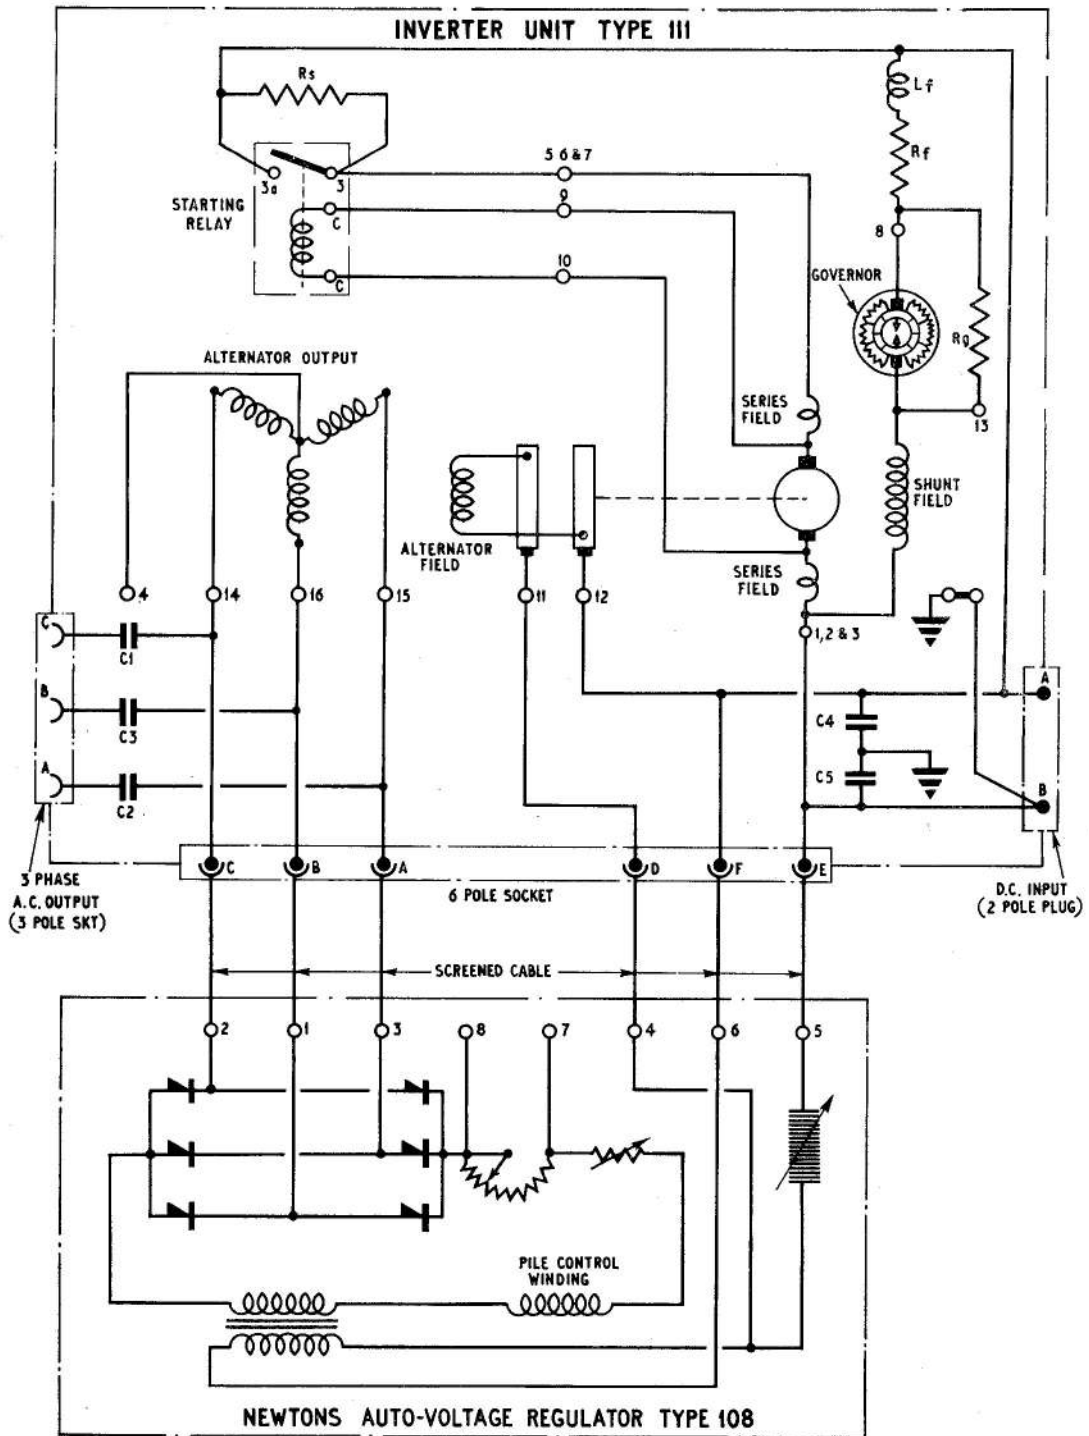 INVERTER UNIT TYPE 111
Rs
Lf
Rf
5 6 & 7
3a
3
STARTING
RELAY
C
9
8
GOVERNOR
C
10
Rg
ALTERNATOR OUTPUT
SERIES
FIELD
13
SHUNT
FIELD
ALTERNATOR
FIELD
SERIES
FIELD
4
14
16
15
11
12
1,2 & 3
C
C1
B
C3
A
C2
C4
C5
A
B
3 PHASE
A.C. OUTPUT
(3 POLE SKT)
C
B
A
D
F
E
6 POLE SOCKET
D.C. INPUT
(2 POLE PLUG)
SCREENED CABLE
2
1
3
8
7
4
6
5
PILE CONTROL
WINDING
NEWTONS AUTO-VOLTAGE REGULATOR TYPE 108